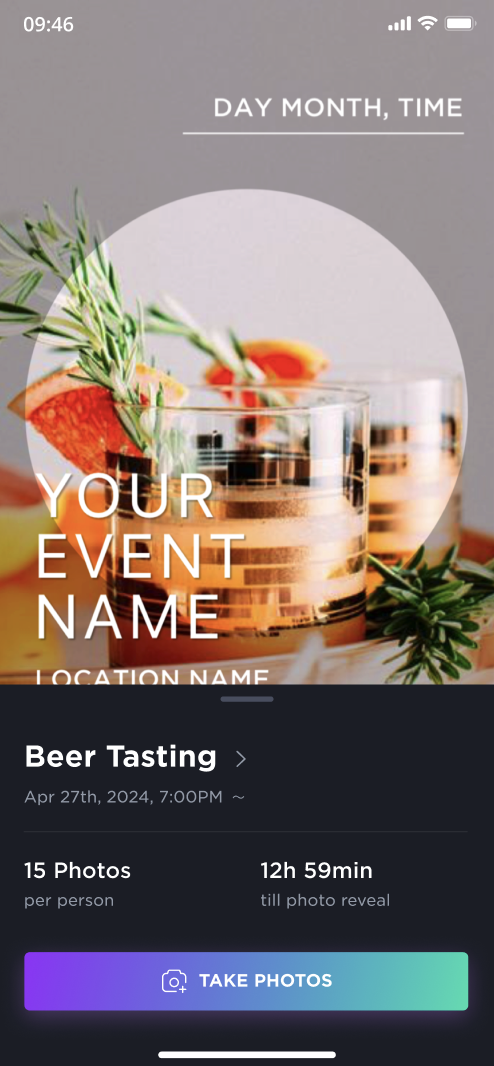 09:46
DAY MONTH, TIME
YOUR
EVENT
NAME
LOCATION NAME
Beer Tasting >
Apr 27th, 2024, 7:00PM ~
15 Photos
12h 59min
per person
till photo reveal
TAKE PHOTOS